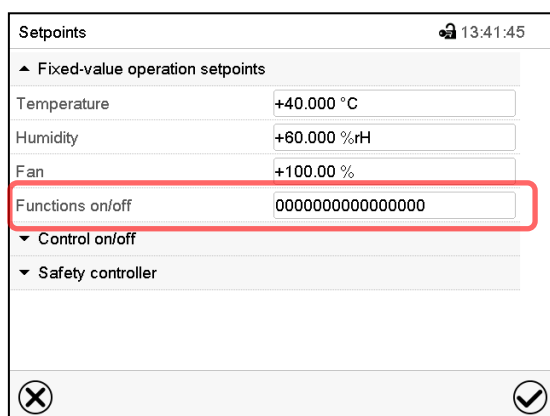 Setpoints 13:41:45
Fixed-value operation setpoints
Temperature +40.000 °C
Humidity +60.000 %rH
Fan +100.00 %
Functions on/off 0000000000000000
Control on/off
Safety controller